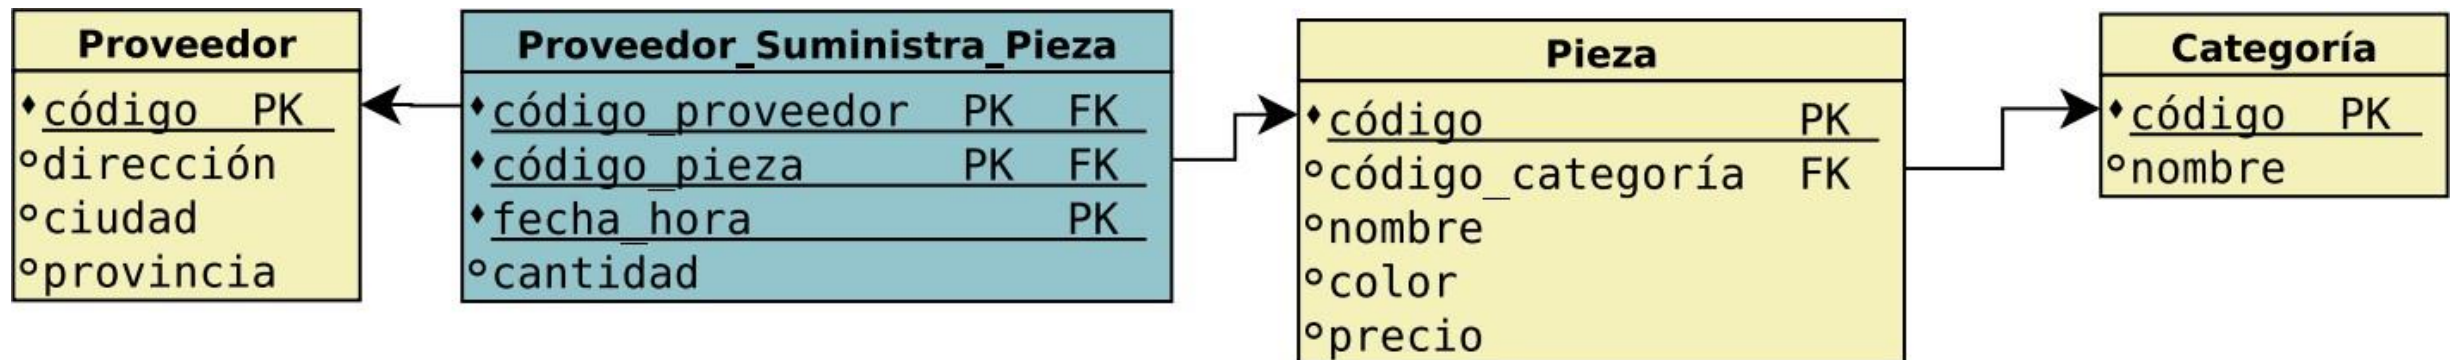 Proveedor
código PK
dirección
ciudad
provincia
Proveedor_Suministra_Pieza
código_proveedor PK FK
código_pieza PK FK
fecha_hora PK
cantidad
Pieza
código PK
código_categoría FK
nombre
color
precio
Categoría
código PK
nombre